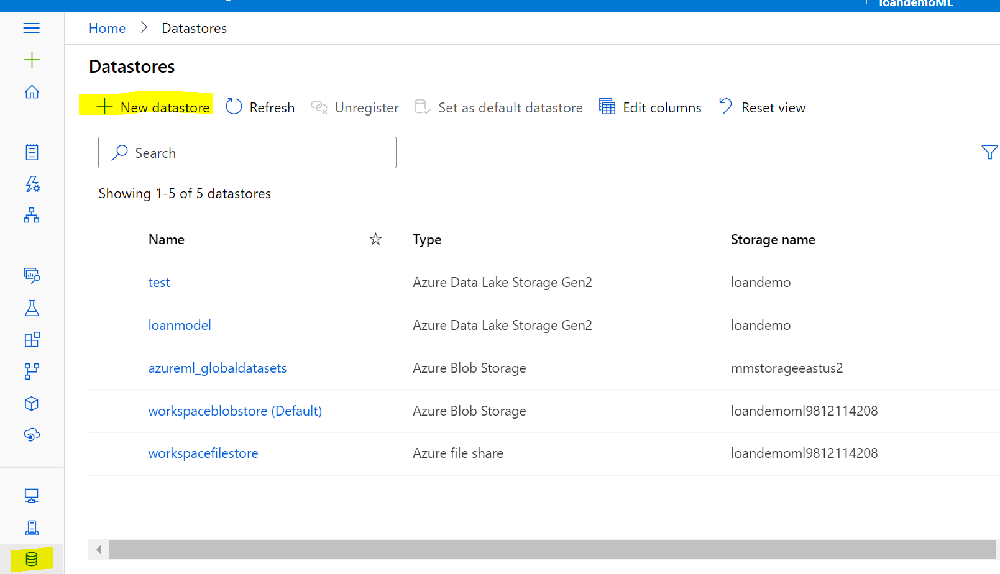 loandemoML
Home > Datastores
Datastores
New datastore Refresh Unregister Set as default datastore Edit columns Reset view
Search
Showing 1-5 of 5 datastores
Name Type Storage name
test Azure Data Lake Storage Gen2 loandemo
loanmodel Azure Data Lake Storage Gen2 loandemo
azureml_globaldatasets Azure Blob Storage mmstorageeastus2
workspaceblobstore (Default) Azure Blob Storage loandemoml9812114208
workspacefilestore Azure file share loandemoml9812114208